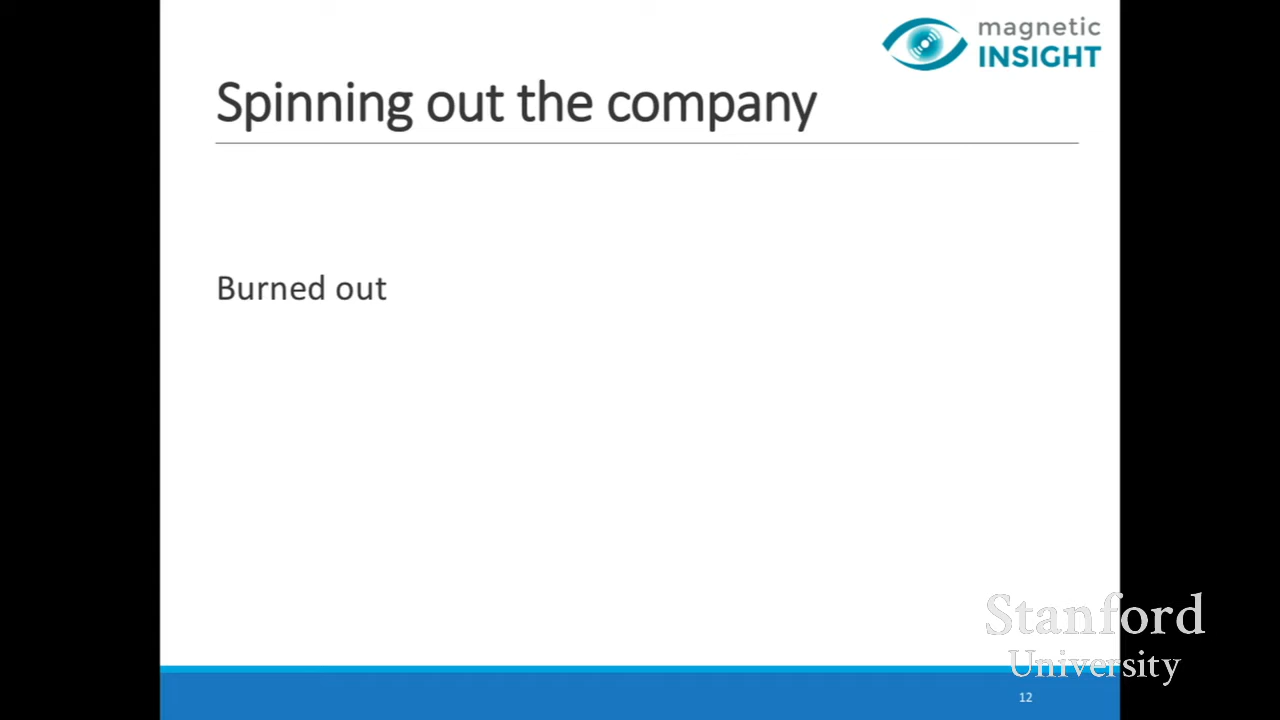 magnetic
INSIGHT
Spinning out the company
Burned out
Stanford
University
12